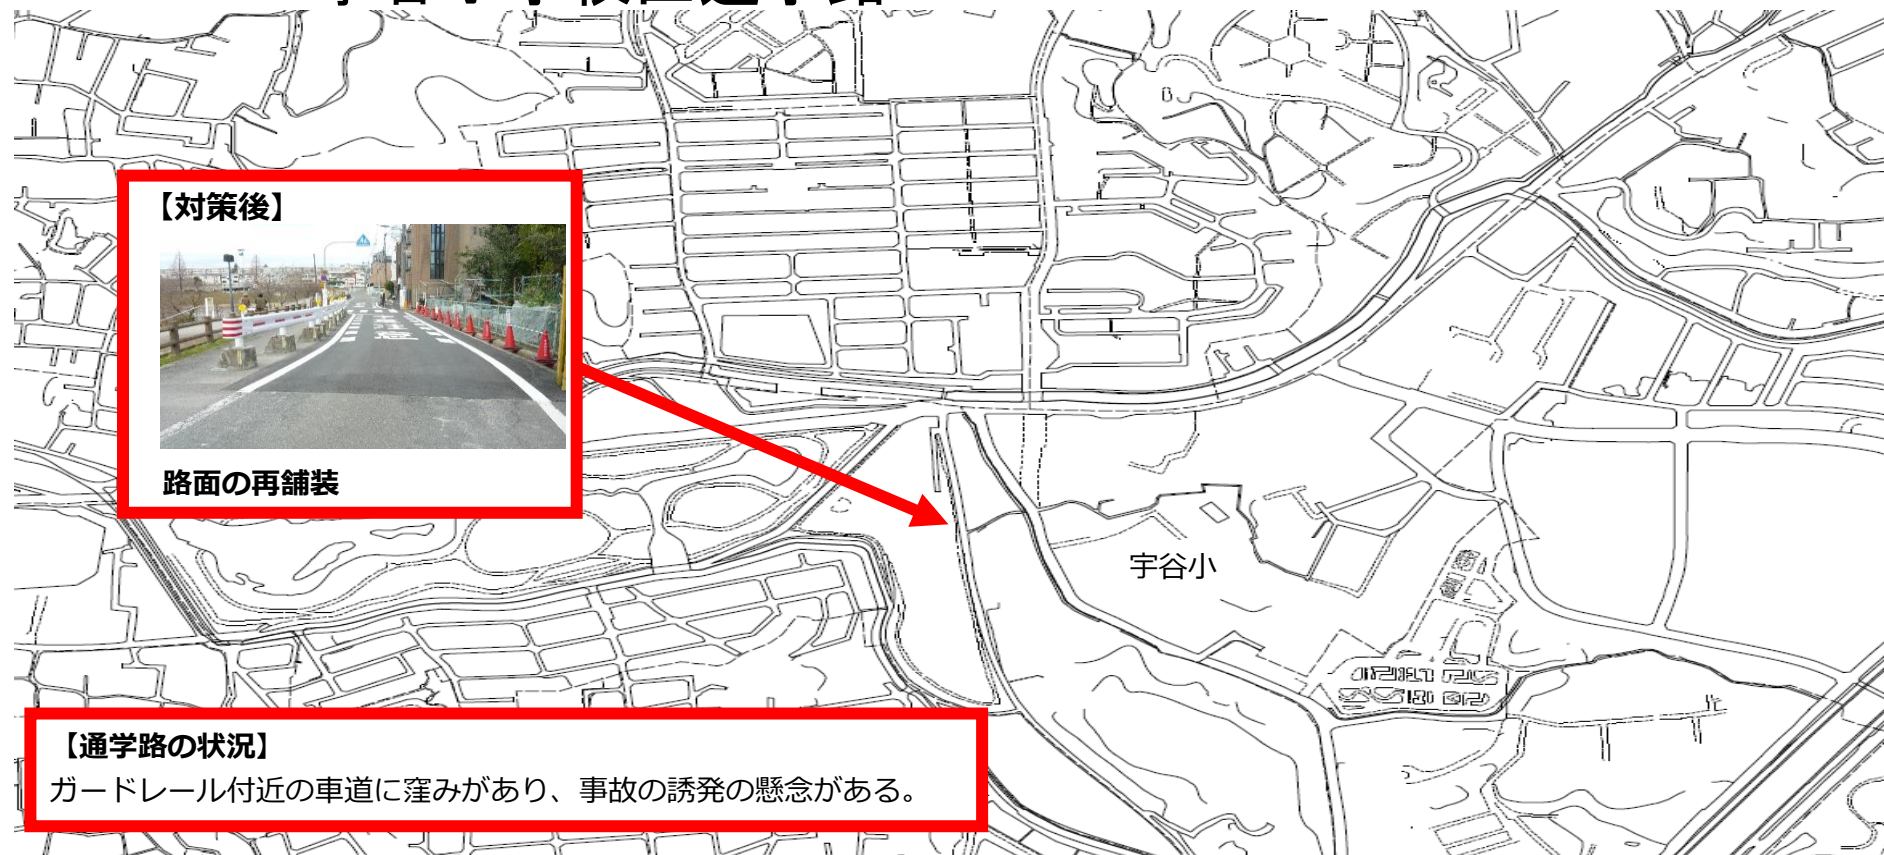 【対策後】
路面の再舗装
宇谷小
【通学路の状況】
ガードレール付近の車道に窪みがあり、事故の誘発の懸念がある。